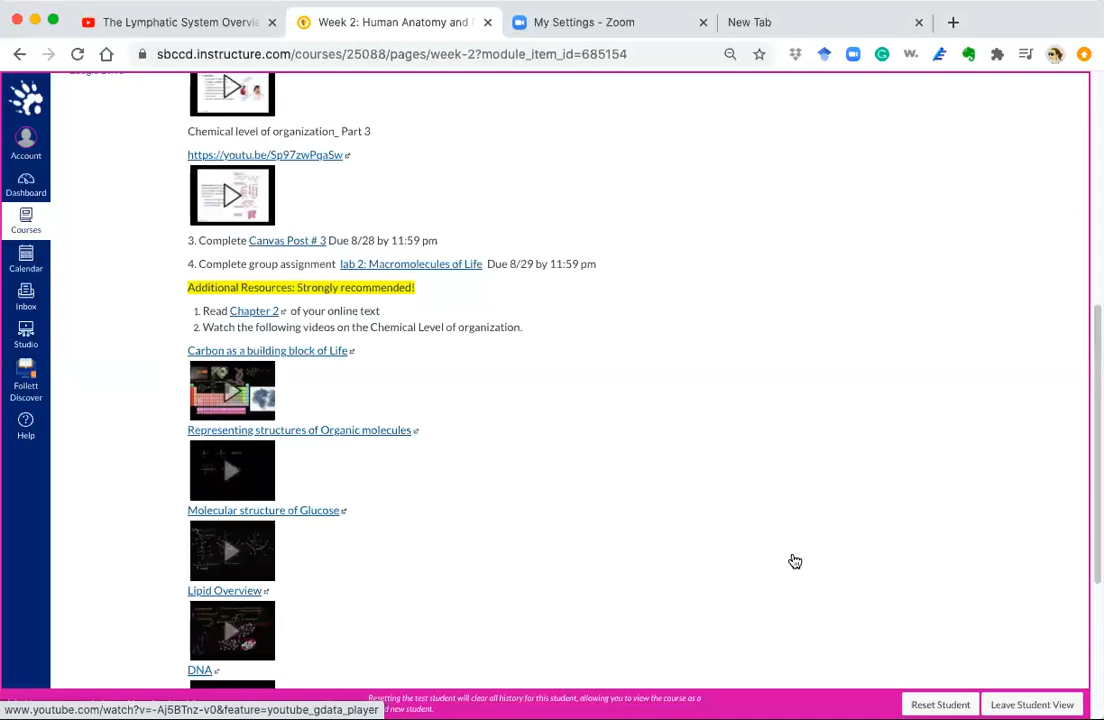 The Lymphatic System Overvi
Week 2: Human Anatomy and
My Settings - Zoom
New Tab
sbccd.instructure.com/courses/25088/pages/week-2?module_item_id=685154
Account
Dashboard
Courses
Calendar
Inbox
Studio
Follett
Discover
Help
Chemical level of organization_ Part 3
https://youtu.be/Sp97zwPqaSw
3. Complete Canvas Post # 3 Due 8/28 by 11:59 pm
4. Complete group assignment lab 2: Macromolecules of Life Due 8/29 by 11:59 pm
Additional Resources: Strongly recommended!
1. Read Chapter 2 of your online text
2. Watch the following videos on the Chemical Level of organization.
Carbon as a building block of Life
Representing structures of Organic molecules
Molecular structure of Glucose
Lipid Overview
DNA
Resetting the test student will clear all history for this student, allowing you to view the course as a
d new student.
Reset Student
Leave Student View
www.youtube.com/watch?v=-Aj5BTnz-v0&feature=youtube_gdata_player